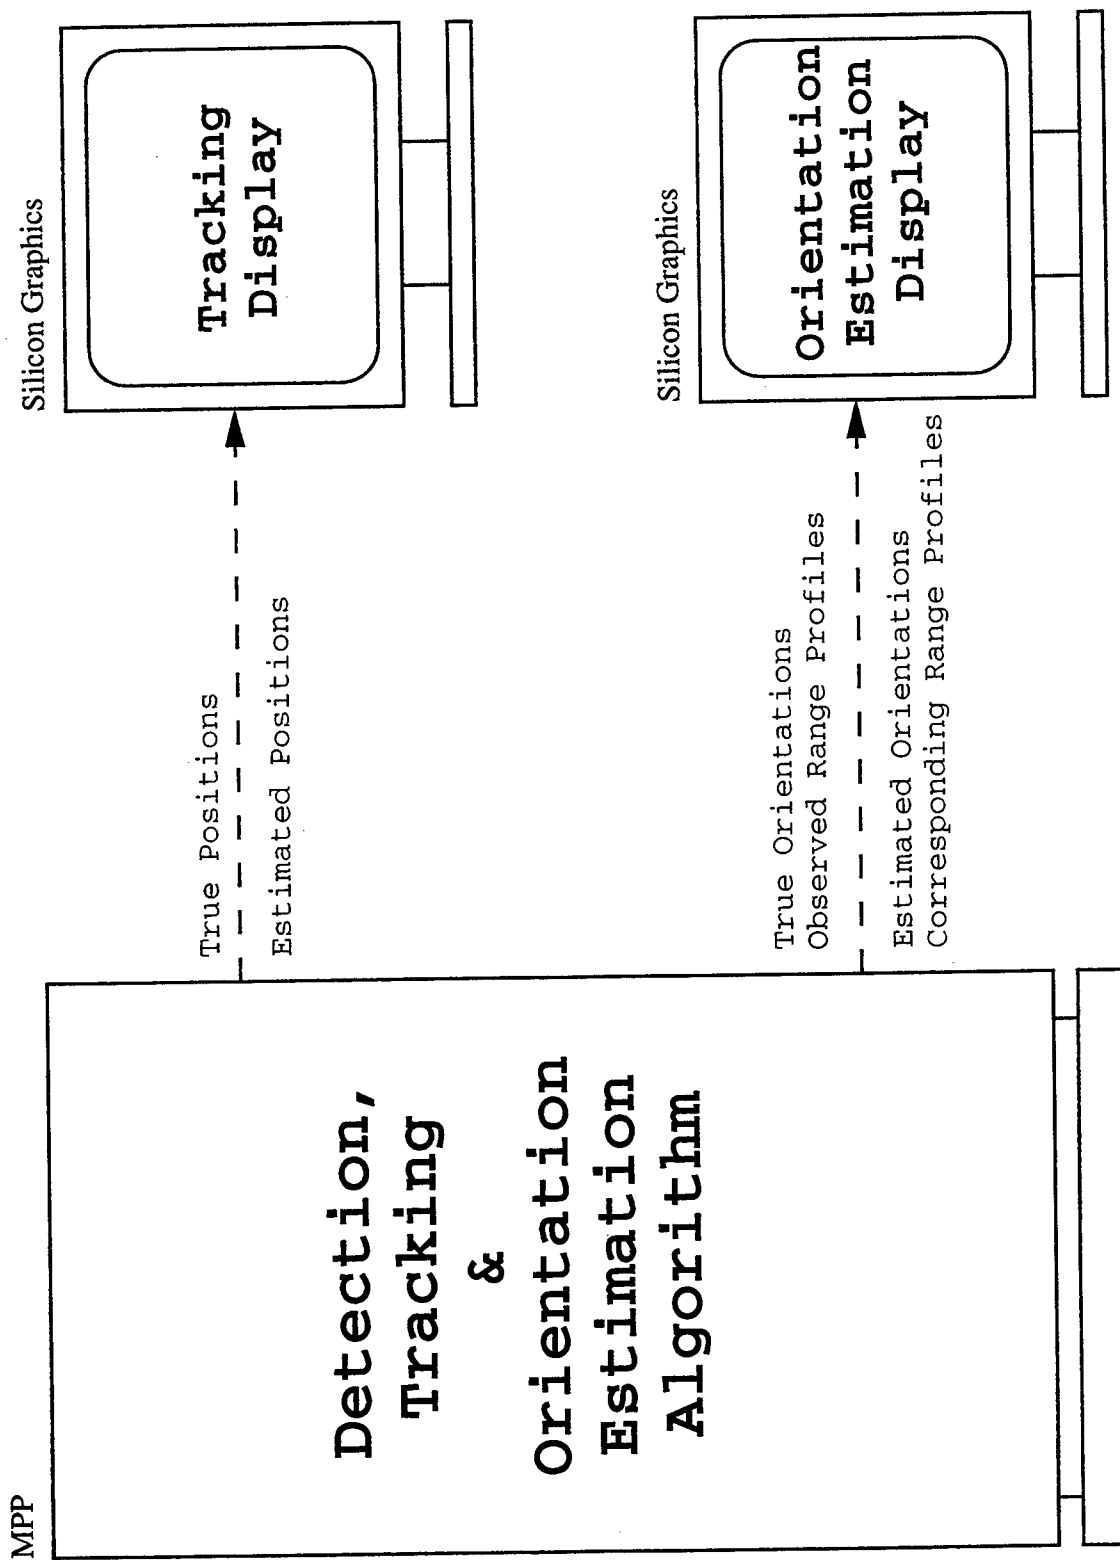 MPP
Detection,
Tracking
&
Orientation
Estimation
Algorithm
True Positions
Estimated Positions
Silicon Graphics
Tracking
Display
True Orientations
Observed Range Profiles
Estimated Orientations
Corresponding Range Profiles
Silicon Graphics
Orientation
Estimation
Display